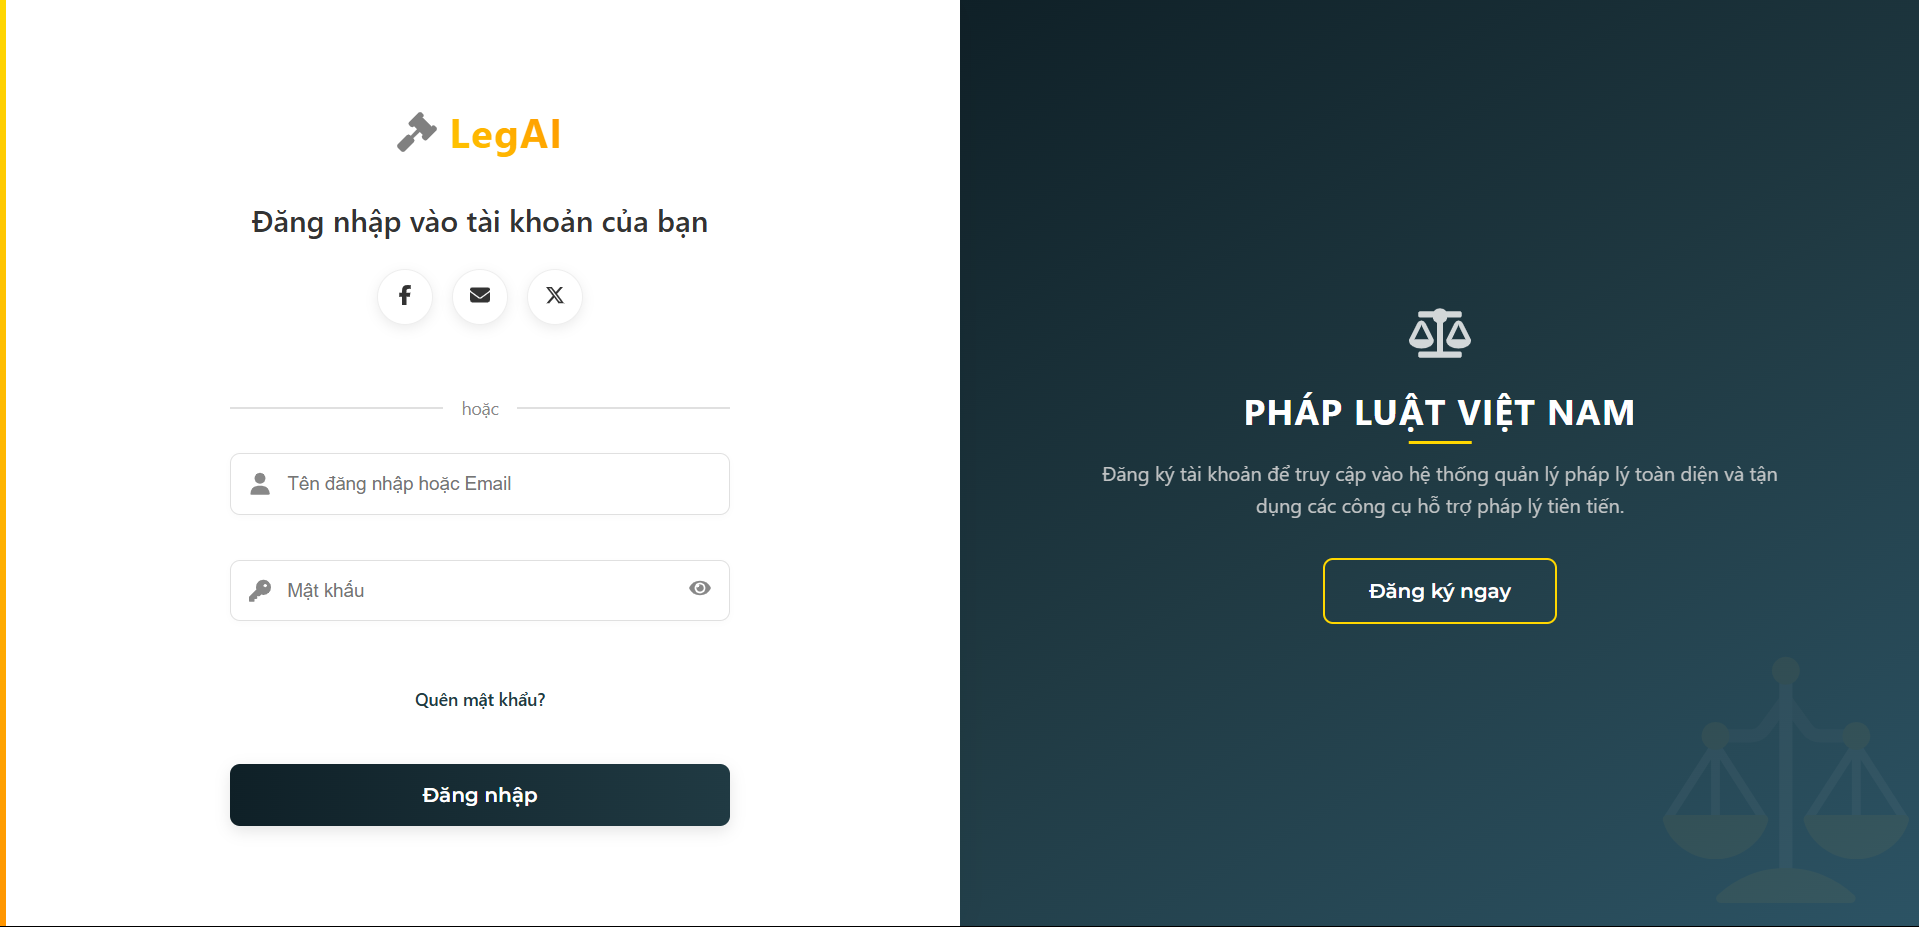 LegAI
Đăng nhập vào tài khoản của bạn
hoặc
Tên đăng nhập hoặc Email
Mật khẩu
Quên mật khẩu?
Đăng nhập
PHÁP LUẬT VIỆT NAM
Đăng ký tài khoản để truy cập vào hệ thống quản lý pháp lý toàn diện và tận
dụng các công cụ hỗ trợ pháp lý tiên tiến.
Đăng ký ngay